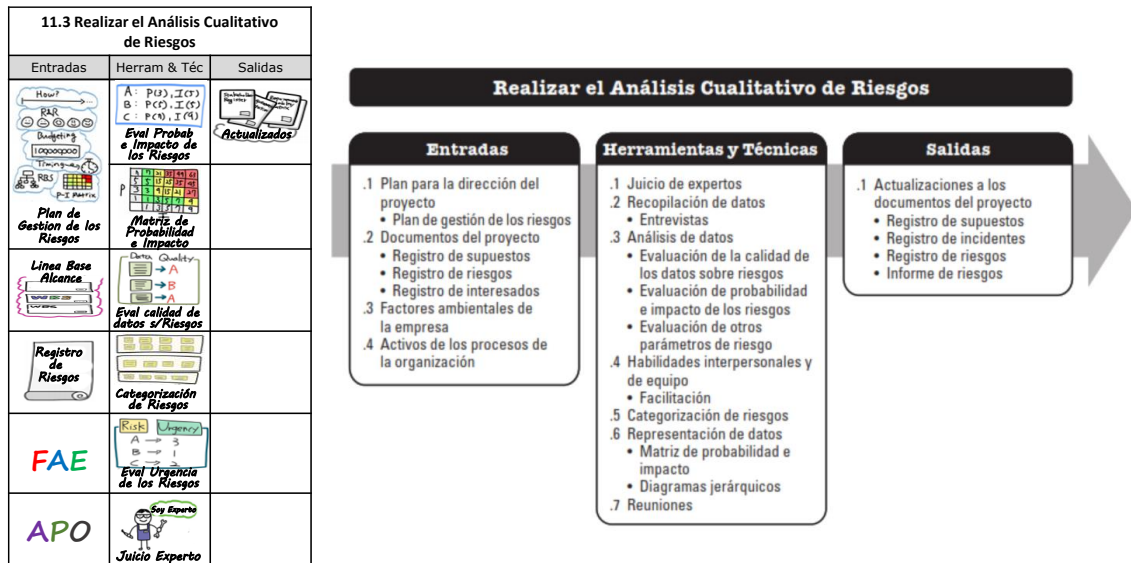 11.3 Realizar el Análisis Cualitativo
de Riesgos
Entradas
Herram & Téc
Salidas
How?
R&R
Budgeting
Timing
RBS
P-I Matrix
Plan de
Gestion de los
Riesgos
A: P(3), I(5)
B: P(5), I(5)
C: P(9), I(9)
Eval Probab
e Impacto de
los Riesgos
Stakeholder
Register
Actualizados
P
I
Matriz de
Probabilidad
e Impacto
Linea Base
Alcance
WBS
Data Quality
→ A
→ B
→ A
Eval calidad de
datos s/Riesgos
Registro
de
Riesgos
Categorización
de Riesgos
FAE
Risk Urgency
A → 3
B → 1
C → 2
Eval Urgencia
de los Riesgos
APO
Soy Experto
Juicio Experto
Realizar el Análisis Cualitativo de Riesgos
Entradas
.1 Plan para la dirección del
proyecto
• Plan de gestión de los riesgos
.2 Documentos del proyecto
• Registro de supuestos
• Registro de riesgos
• Registro de interesados
.3 Factores ambientales de
la empresa
.4 Activos de los procesos de
la organización
Herramientas y Técnicas
.1 Juicio de expertos
.2 Recopilación de datos
• Entrevistas
.3 Análisis de datos
• Evaluación de la calidad de
los datos sobre riesgos
• Evaluación de probabilidad
e impacto de los riesgos
• Evaluación de otros
parámetros de riesgo
.4 Habilidades interpersonales y
de equipo
• Facilitación
.5 Categorización de riesgos
.6 Representación de datos
• Matriz de probabilidad e
impacto
• Diagramas jerárquicos
.7 Reuniones
Salidas
.1 Actualizaciones a los
documentos del proyecto
• Registro de supuestos
• Registro de incidentes
• Registro de riesgos
• Informe de riesgos